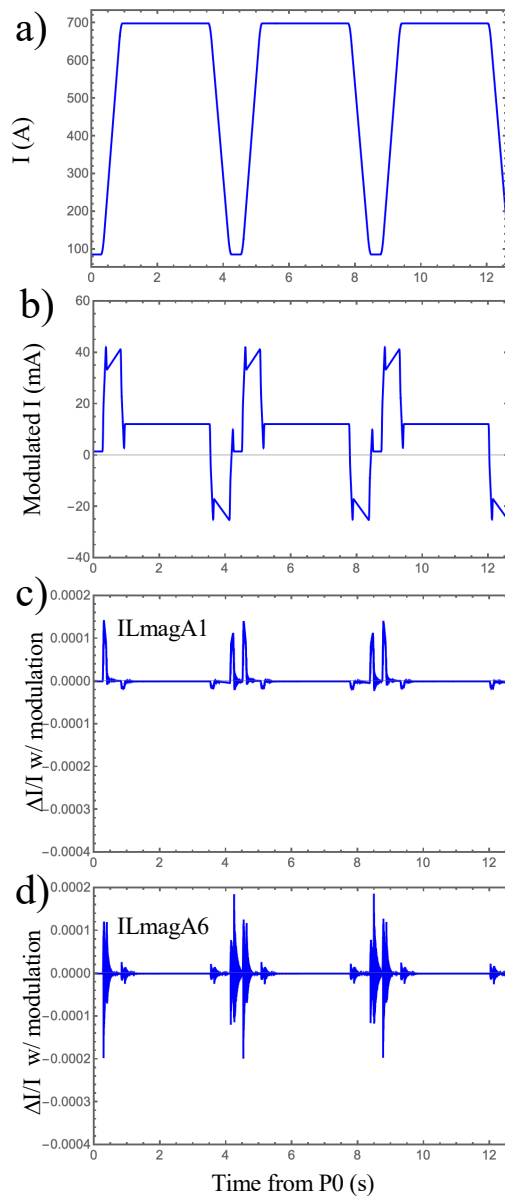 a)
I (A)
700
600
500
400
300
200
100
0 2 4 6 8 10 12
b)
Modulated I (mA)
60
40
20
0
−20
−40
0 2 4 6 8 10 12
c)
ILmagA1
ΔI/I w/ modulation
0.0002
0.0001
0.0000
−0.0001
−0.0002
−0.0003
−0.0004
0 2 4 6 8 10 12
d)
ILmagA6
ΔI/I w/ modulation
0.0002
0.0001
0.0000
−0.0001
−0.0002
−0.0003
−0.0004
0 2 4 6 8 10 12
Time from P0 (s)